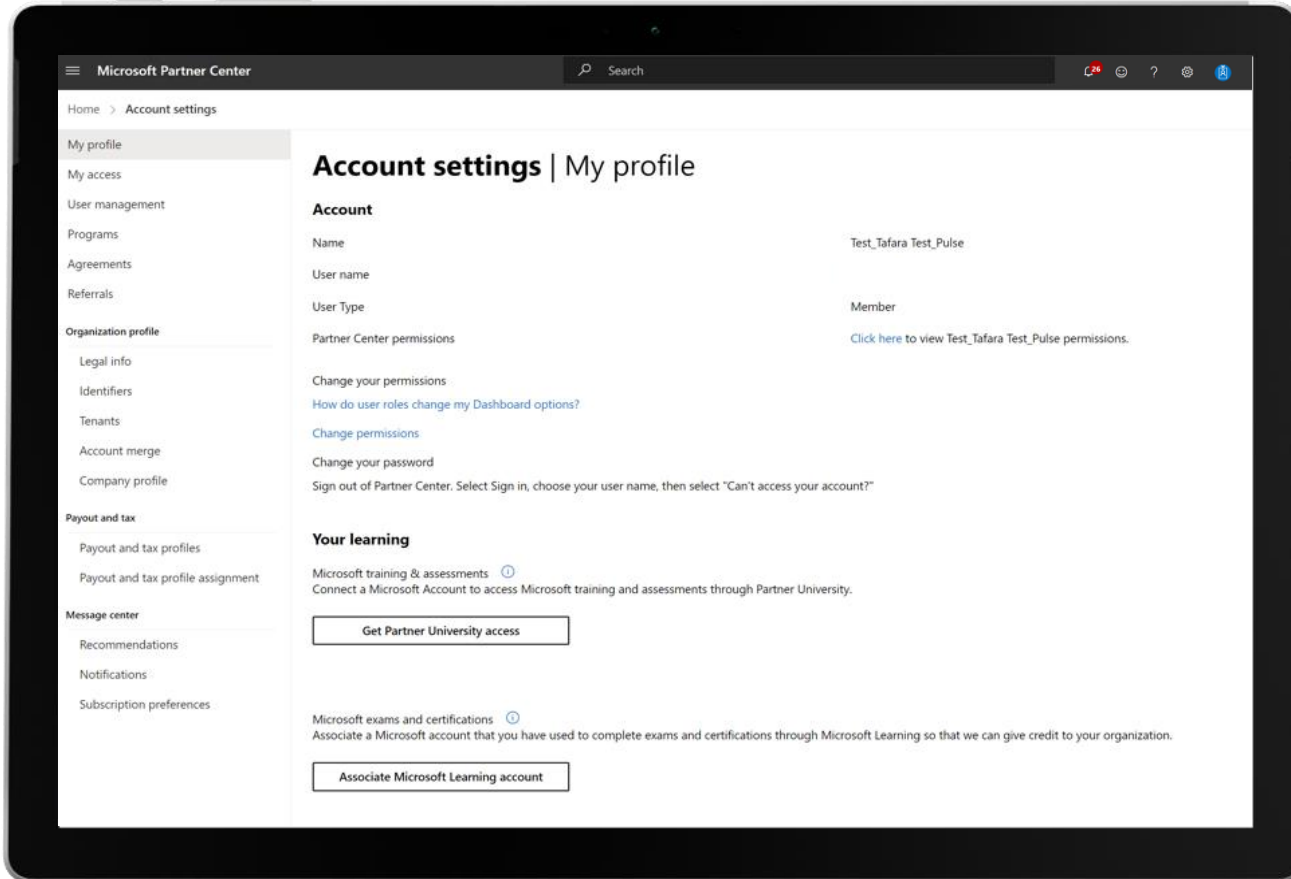 Microsoft Partner Center
Search
26
?
Home > Account settings
My profile
My access
User management
Programs
Agreements
Referrals
Organization profile
Legal info
Identifiers
Tenants
Account merge
Company profile
Payout and tax
Payout and tax profiles
Payout and tax profile assignment
Message center
Recommendations
Notifications
Subscription preferences
Account settings | My profile
Account
Name Test_Tafara Test_Pulse
User name
User Type Member
Partner Center permissions Click here to view Test_Tafara Test_Pulse permissions.
Change your permissions
How do user roles change my Dashboard options?
Change permissions
Change your password
Sign out of Partner Center. Select Sign in, choose your user name, then select "Can't access your account?"
Your learning
Microsoft training & assessments
Connect a Microsoft Account to access Microsoft training and assessments through Partner University.
Get Partner University access
Microsoft exams and certifications
Associate a Microsoft account that you have used to complete exams and certifications through Microsoft Learning so that we can give credit to your organization.
Associate Microsoft Learning account